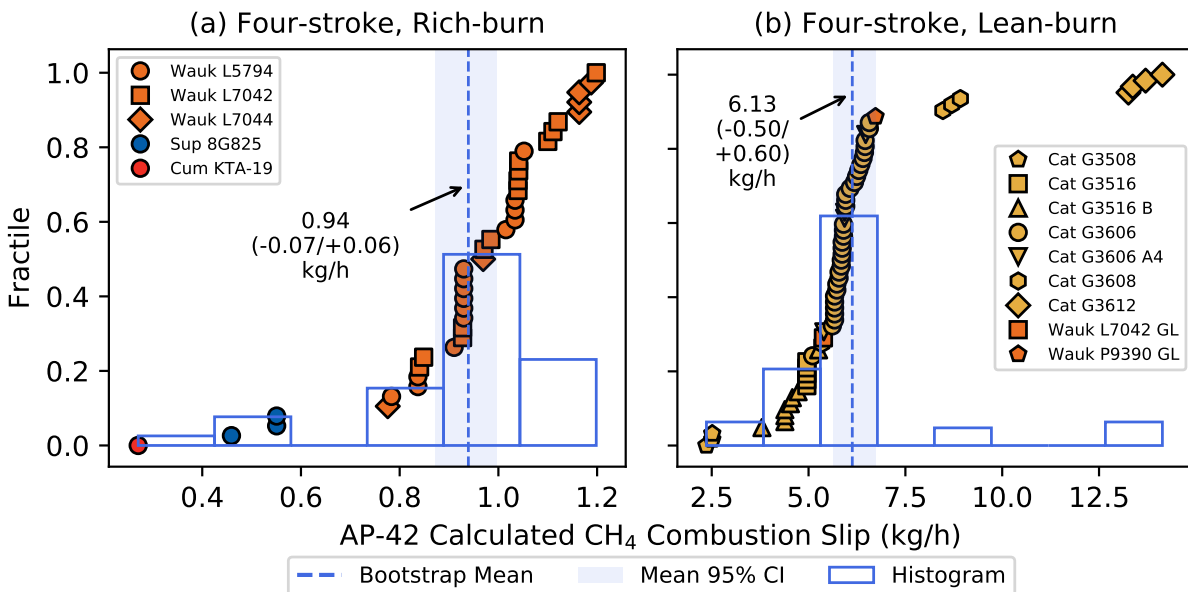 (a) Four-stroke, Rich-burn
(b) Four-stroke, Lean-burn
Fractile
1.0
0.8
0.6
0.4
0.2
0.0
Wauk L5794
Wauk L7042
Wauk L7044
Sup 8G825
Cum KTA-19
0.94
(-0.07/+0.06)
kg/h
0.4
0.6
0.8
1.0
1.2
6.13
(-0.50/
+0.60)
kg/h
Cat G3508
Cat G3516
Cat G3516 B
Cat G3606
Cat G3606 A4
Cat G3608
Cat G3612
Wauk L7042 GL
Wauk P9390 GL
2.5
5.0
7.5
10.0
12.5
AP-42 Calculated CH₄ Combustion Slip (kg/h)
Bootstrap Mean
Mean 95% CI
Histogram